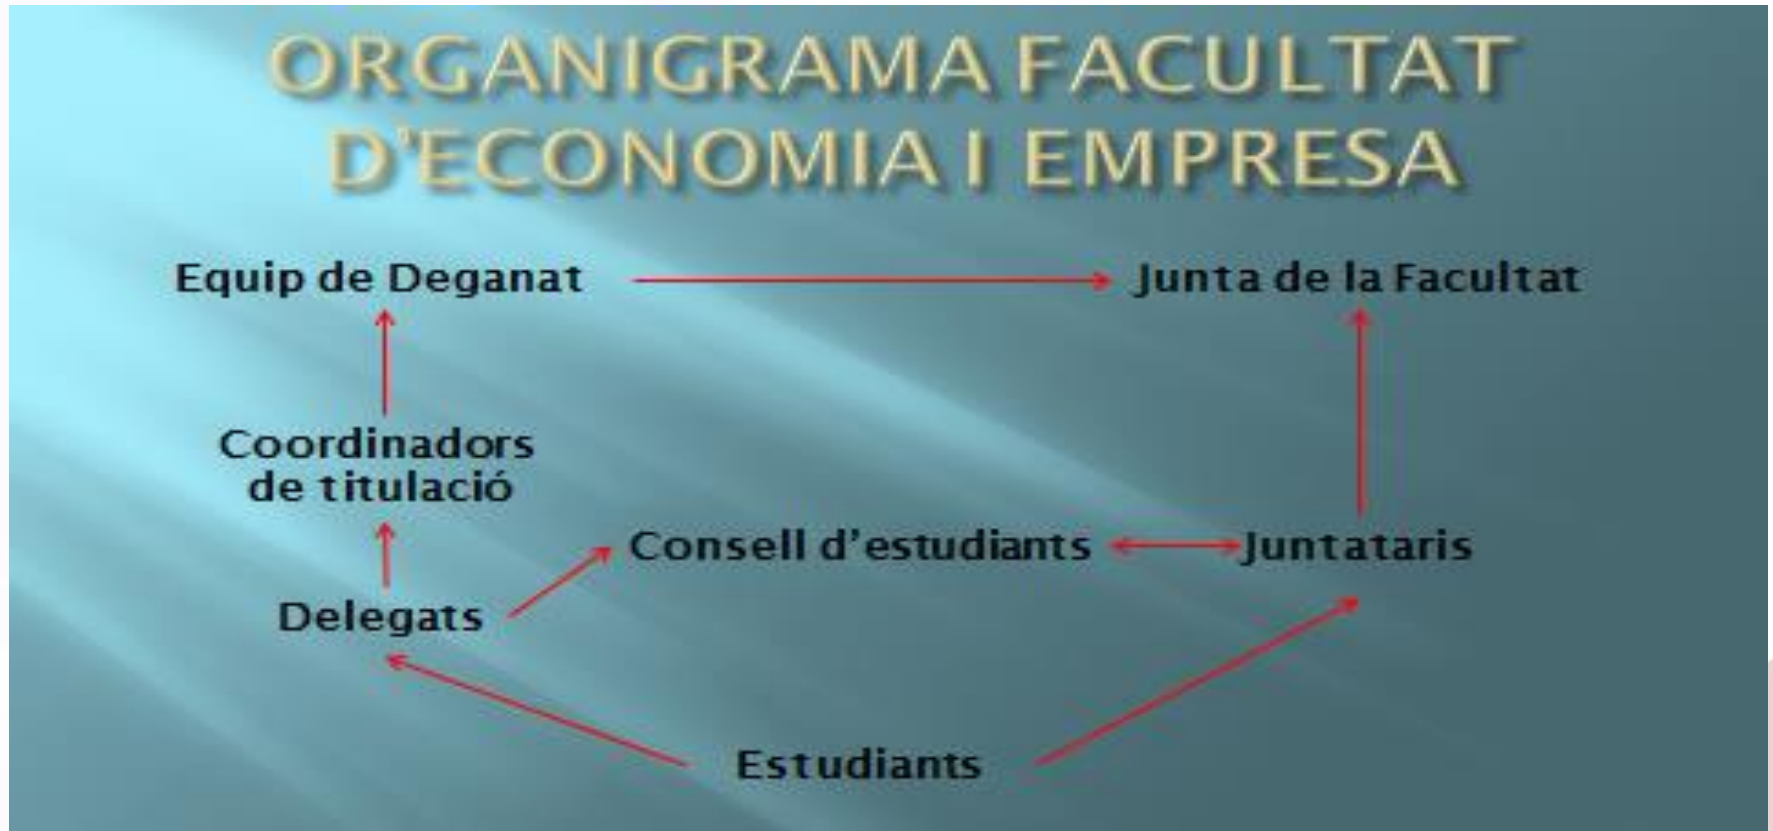 ORGANIGRAMA FACULTAT
D'ECONOMIA I EMPRESA
Equip de Deganat
Junta de la Facultat
Coordinadors
de titulació
Consell d’estudiants
Juntataris
Delegats
Estudiants